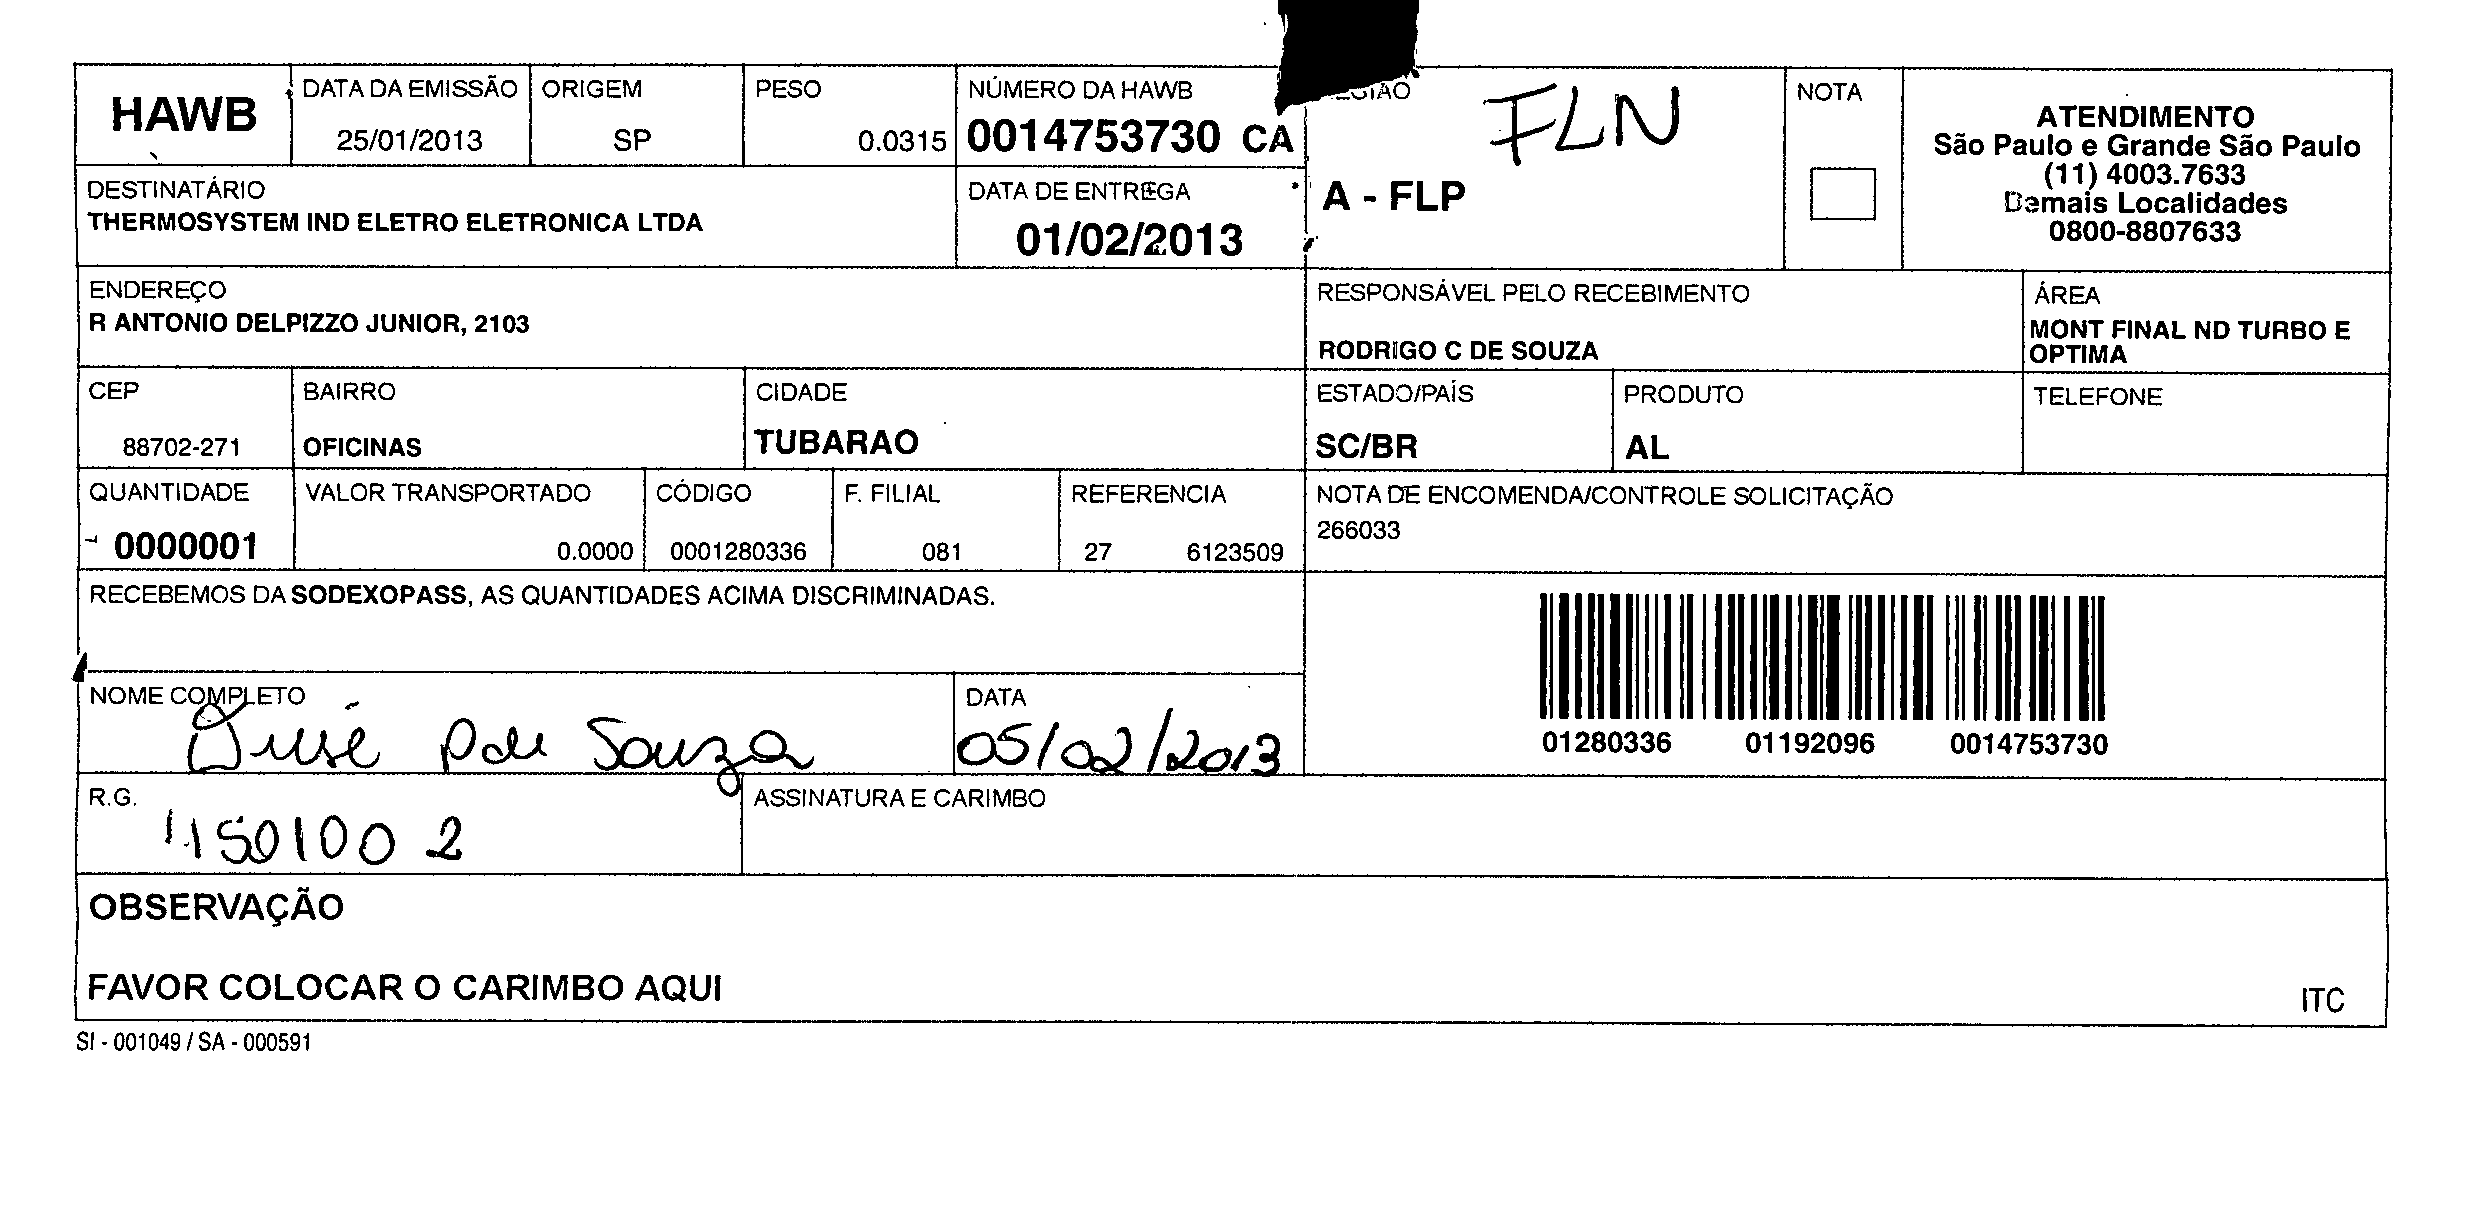 HAWB
DATA DA EMISSÃO
25/01/2013
ORIGEM
SP
PESO
0.0315
NÚMERO DA HAWB
0014753730 CA
FLN
A - FLP
NOTA
ATENDIMENTO
São Paulo e Grande São Paulo
(11) 4003.7633
Demais Localidades
0800-8807633
DESTINATÁRIO
THERMOSYSTEM IND ELETRO ELETRONICA LTDA
DATA DE ENTREGA
01/02/2013
ENDEREÇO
R ANTONIO DELPIZZO JUNIOR, 2103
RESPONSÁVEL PELO RECEBIMENTO
RODRIGO C DE SOUZA
ÁREA
MONT FINAL ND TURBO E
OPTIMA
CEP
88702-271
BAIRRO
OFICINAS
CIDADE
TUBARAO
ESTADO/PAÍS
SC/BR
PRODUTO
AL
TELEFONE
QUANTIDADE
0000001
VALOR TRANSPORTADO
0.0000
CÓDIGO
0001280336
F. FILIAL
081
REFERENCIA
27 6123509
NOTA DE ENCOMENDA/CONTROLE SOLICITAÇÃO
266033
RECEBEMOS DA SODEXOPASS, AS QUANTIDADES ACIMA DISCRIMINADAS.
01280336 01192096 0014753730
NOME COMPLETO
Souza
DATA
05/02/2013
R.G.
ASSINATURA E CARIMBO
OBSERVAÇÃO
FAVOR COLOCAR O CARIMBO AQUI
ITC
SI - 001049 / SA - 000591